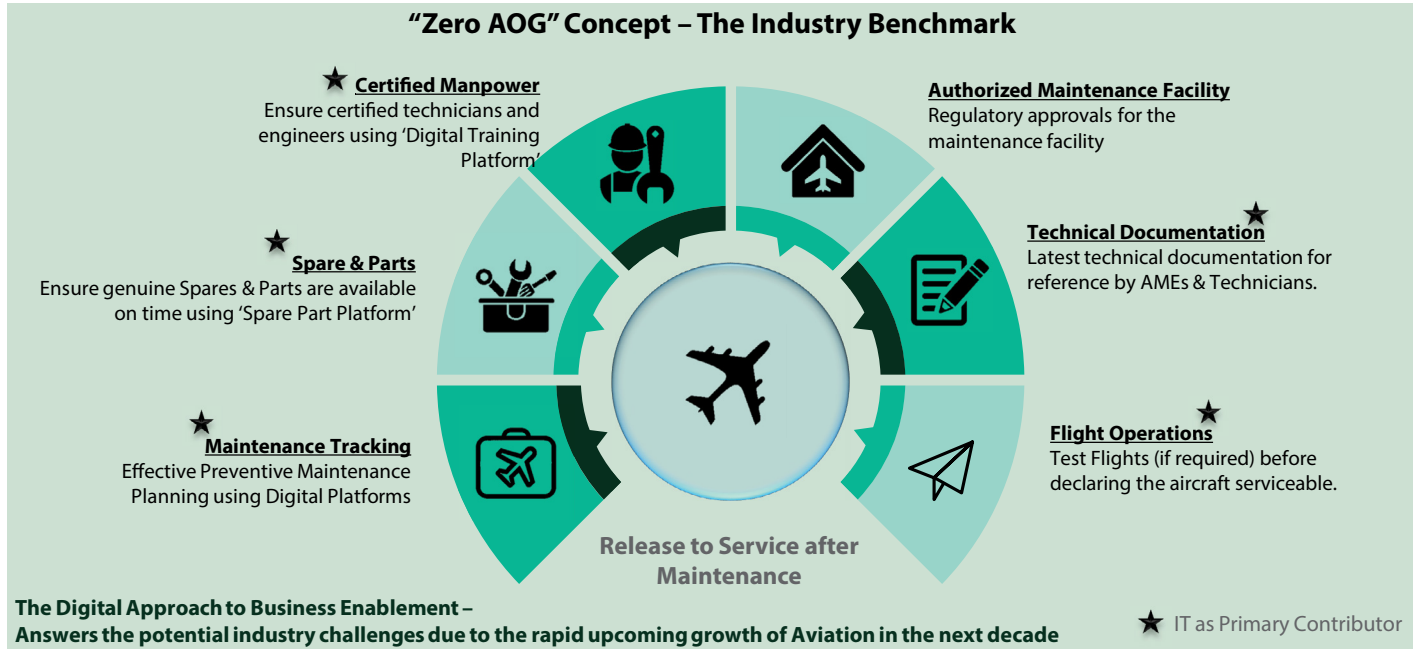 “Zero AOG” Concept – The Industry Benchmark
Certified Manpower
Ensure certified technicians and
engineers using ‘Digital Training
Platform’
Authorized Maintenance Facility
Regulatory approvals for the
maintenance facility
Spare & Parts
Ensure genuine Spares & Parts are available
on time using ‘Spare Part Platform’
Technical Documentation
Latest technical documentation for
reference by AMEs & Technicians.
Maintenance Tracking
Effective Preventive Maintenance
Planning using Digital Platforms
Flight Operations
Test Flights (if required) before
declaring the aircraft serviceable.
Release to Service after
Maintenance
The Digital Approach to Business Enablement –
Answers the potential industry challenges due to the rapid upcoming growth of Aviation in the next decade
IT as Primary Contributor